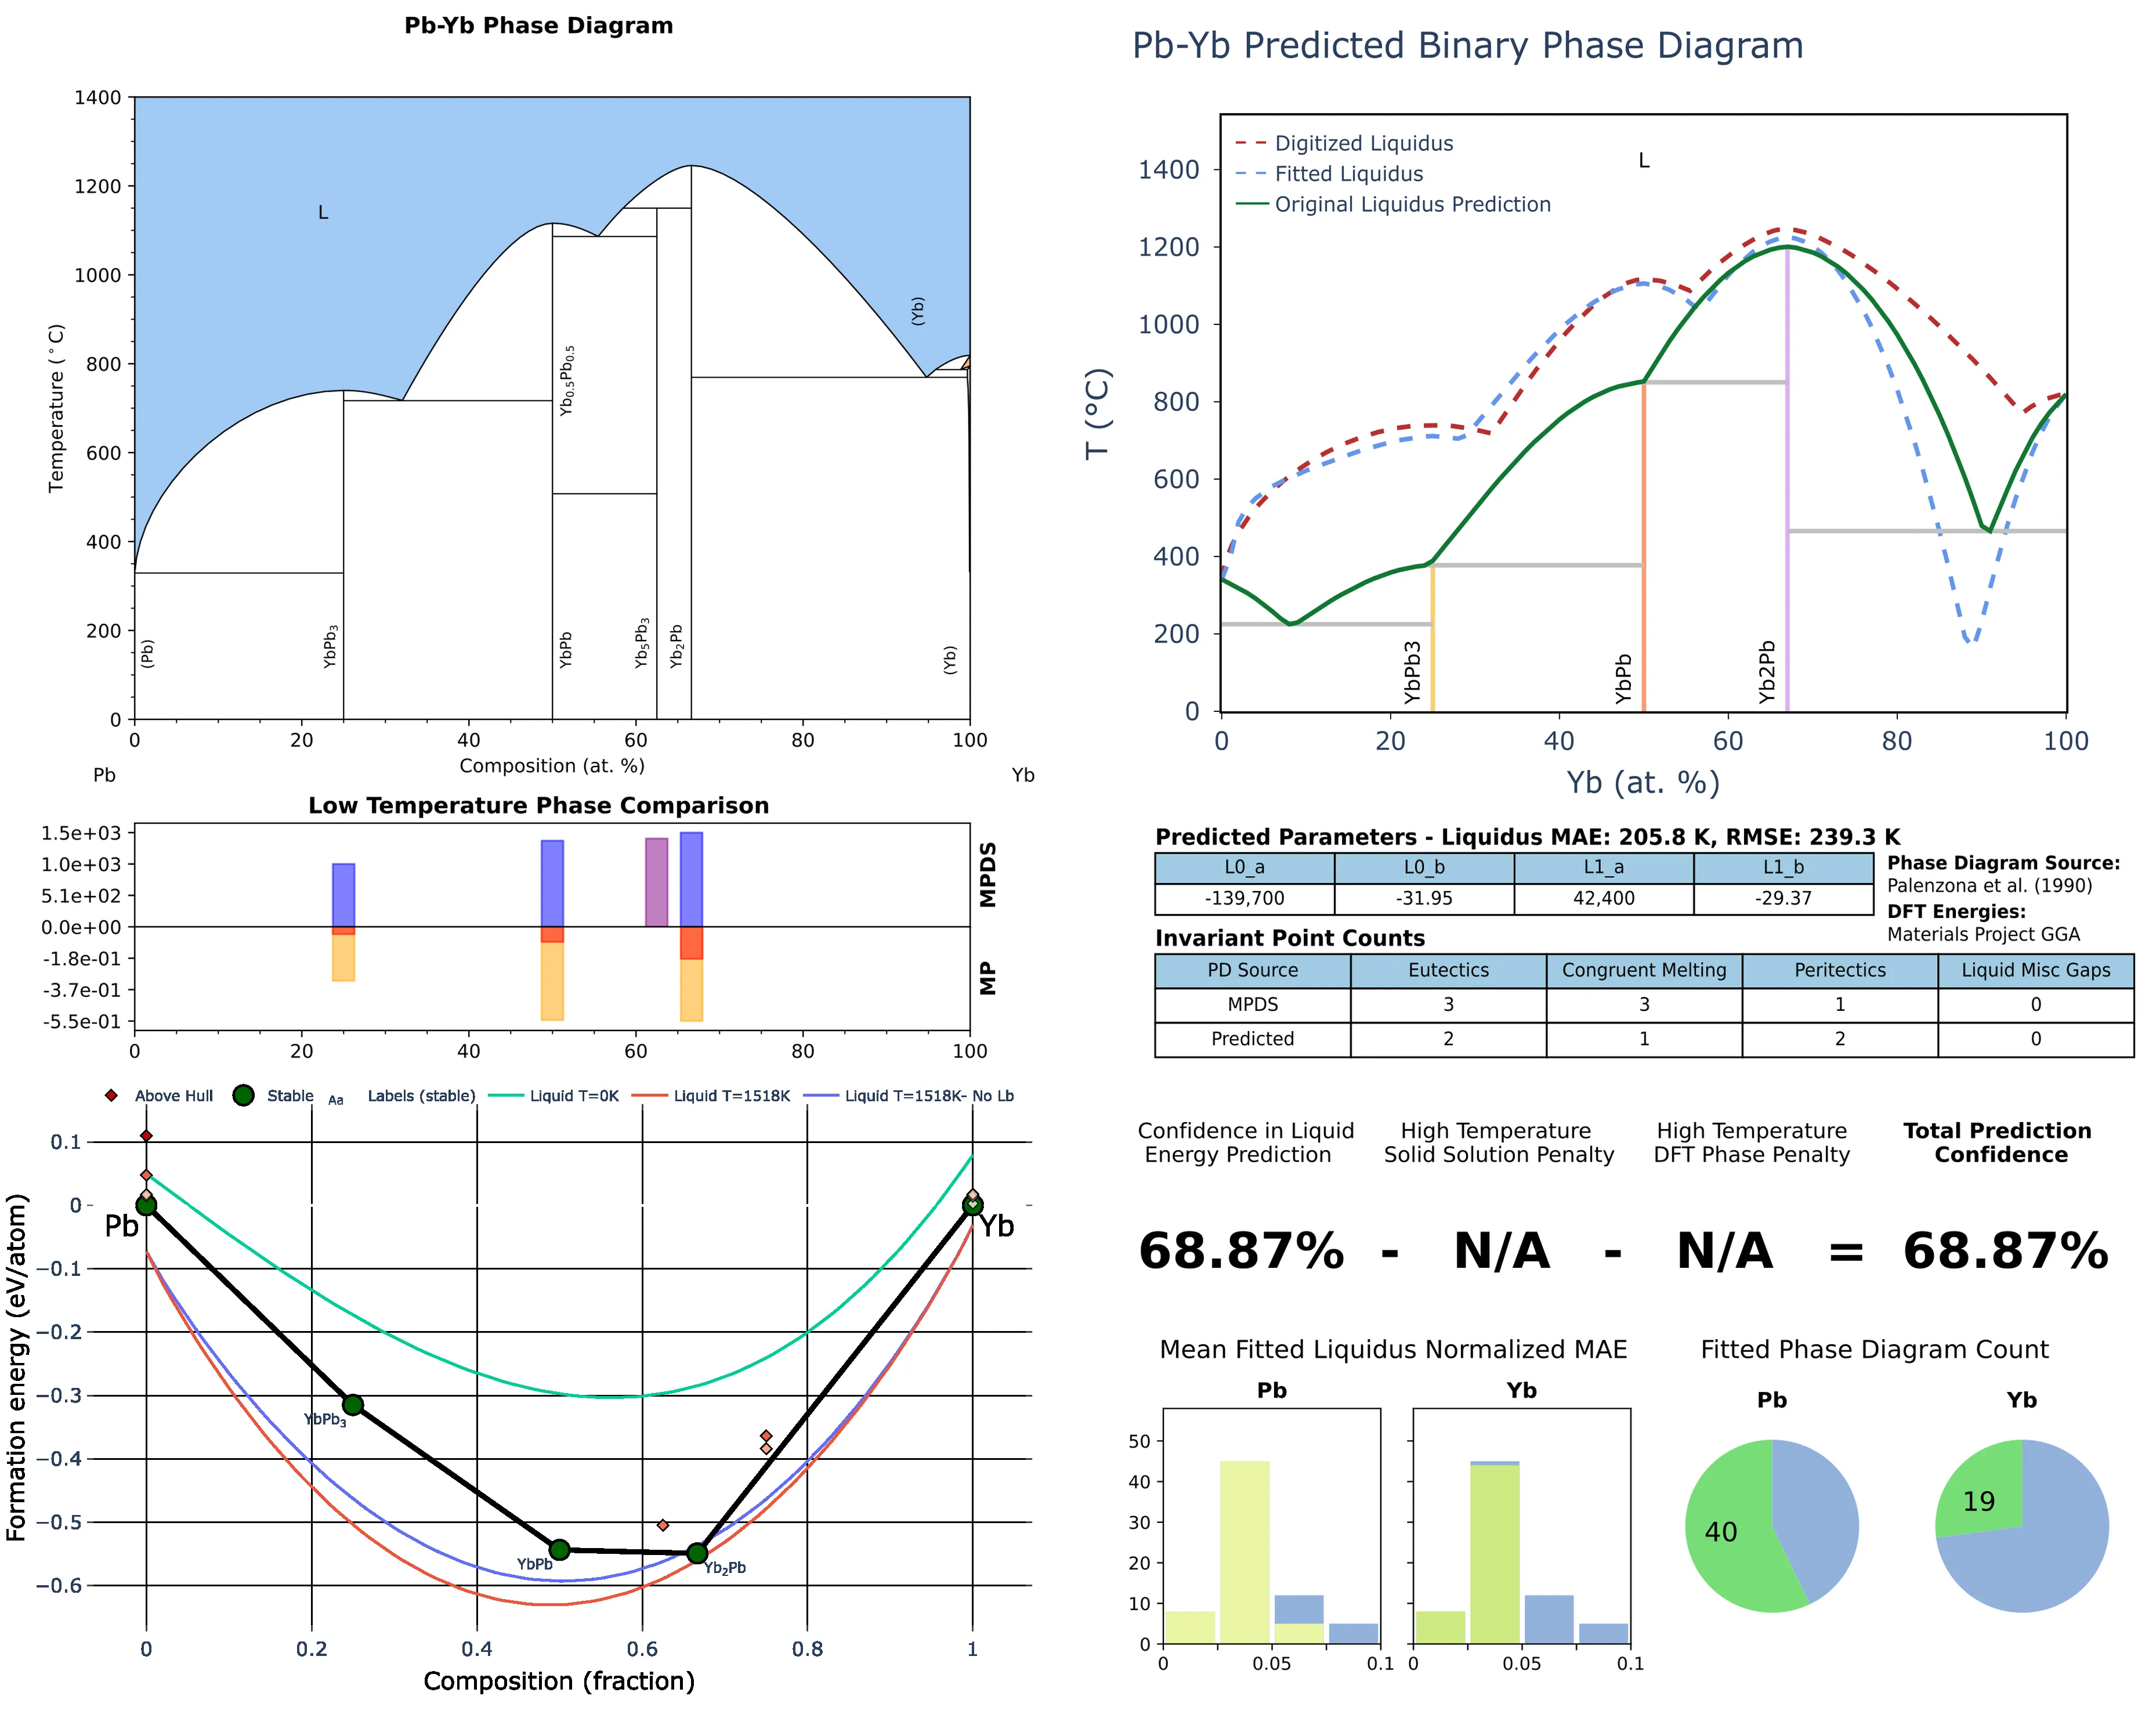 Pb-Yb Phase Diagram
1400
1200
1000
800
600
400
200
0
Temperature (°C)
L
(Yb)
Yb0.5Pb0.5
(Pb)
YbPb3
YbPb
Yb5Pb3
Yb2Pb
(Yb)
0 20 40 60 80 100
Composition (at. %)
Pb Yb
Low Temperature Phase Comparison
1.5e+03
1.0e+03
5.1e+02
0.0e+00
-1.8e-01
-3.7e-01
-5.5e-01
MPDS
MP
0 20 40 60 80 100
Above Hull Stable Aa Labels (stable) Liquid T=0K Liquid T=1518K Liquid T=1518K- No Lb
0.1
0
−0.1
−0.2
−0.3
−0.4
−0.5
−0.6
Formation energy (eV/atom)
Pb
Yb
YbPb3
YbPb
Yb2Pb
0 0.2 0.4 0.6 0.8 1
Composition (fraction)
Pb-Yb Predicted Binary Phase Diagram
Digitized Liquidus
Fitted Liquidus
Original Liquidus Prediction
L
1400
1200
1000
800
600
400
200
0
T (°C)
YbPb3
YbPb
Yb2Pb
0 20 40 60 80 100
Yb (at. %)
Predicted Parameters - Liquidus MAE: 205.8 K, RMSE: 239.3 K
L0_a L0_b L1_a L1_b
-139,700 -31.95 42,400 -29.37
Phase Diagram Source:
Palenzona et al. (1990)
DFT Energies:
Materials Project GGA
Invariant Point Counts
PD Source Eutectics Congruent Melting Peritectics Liquid Misc Gaps
MPDS 3 3 1 0
Predicted 2 1 2 0
Confidence in Liquid
Energy Prediction
High Temperature
Solid Solution Penalty
High Temperature
DFT Phase Penalty
Total Prediction
Confidence
68.87% - N/A - N/A = 68.87%
Mean Fitted Liquidus Normalized MAE
Pb Yb
50
40
30
20
10
0
0 0.05 0.1
0 0.05 0.1
Fitted Phase Diagram Count
Pb Yb
40
19